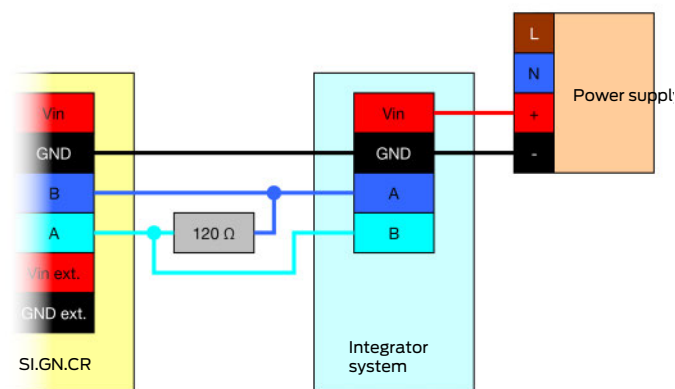 L
N
+
-
Power supply
Vin
GND
B
A
Vin ext.
GND ext.
SI.GN.CR
120 Ω
Vin
GND
A
B
Integrator
system